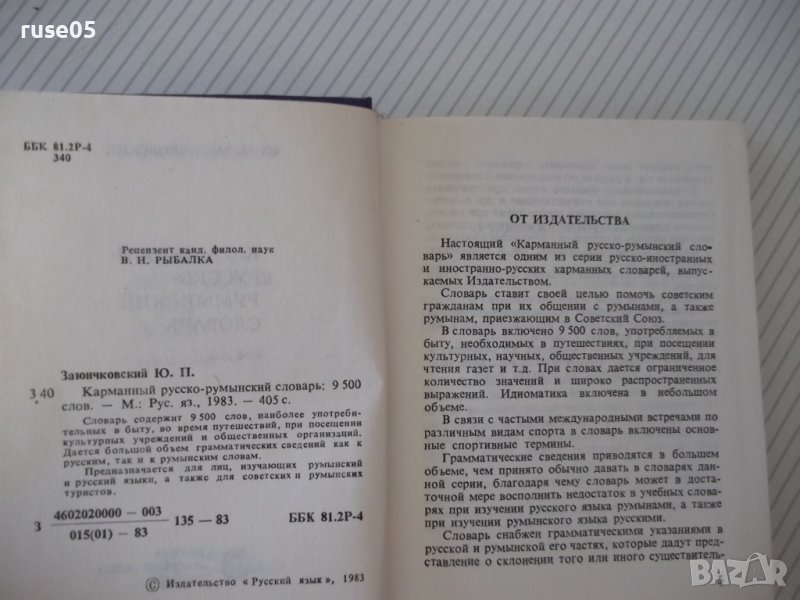 ruse05
ББК 81.2Р-4
340
Рецензент канд. филол. наук
В. Н. РЫБАЛКА
Заиончковский Ю. П.
З 40
Карманный русско-румынский словарь: 9 500
слов. — М.: Рус. яз., 1983. — 405 с.
Словарь содержит 9 500 слов, наиболее употреби-
тельных в быту, во время путешествий, при посещении
культурных учреждений и общественных организаций.
Дается большой объем грамматических сведений как к
русским, так и к румынским словам.
Предназначается для лиц, изучающих румынский
и русский языки, а также для советских и румынских
туристов.
З 4602020000 — 003
015(01) — 83
135 — 83
ББК 81.2Р-4
© Издательство «Русский язык», 1983
ОТ ИЗДАТЕЛЬСТВА
Настоящий «Карманный русско-румынский сло-
варь» является одним из серии русско-иностранных
и иностранно-русских карманных словарей, выпус-
каемых Издательством.
Словарь ставит своей целью помочь советским
гражданам при их общении с румынами, а также
румынам, приезжающим в Советский Союз.
В словарь включено 9 500 слов, употребляемых в
быту, необходимых в путешествиях, при посещении
культурных, научных, общественных учреждений, для
чтения газет и т.д. При словах дается ограниченное
количество значений и широко распространенных
выражений. Идиоматика включена в небольшом
объеме.
В связи с частыми международными встречами по
различным видам спорта в словарь включены основ-
ные спортивные термины.
Грамматические сведения приводятся в большем
объеме, чем принято обычно давать в словарях дан-
ной серии, благодаря чему словарь может в доста-
точной мере восполнить недостаток в учебных слова-
рях при изучении русского языка румынами, а также
при изучении румынского языка русскими.
Словарь снабжен грамматическими указаниями в
русской и румынской его частях, которые дадут пред-
ставление о склонении того или иного существитель-
BAZAR